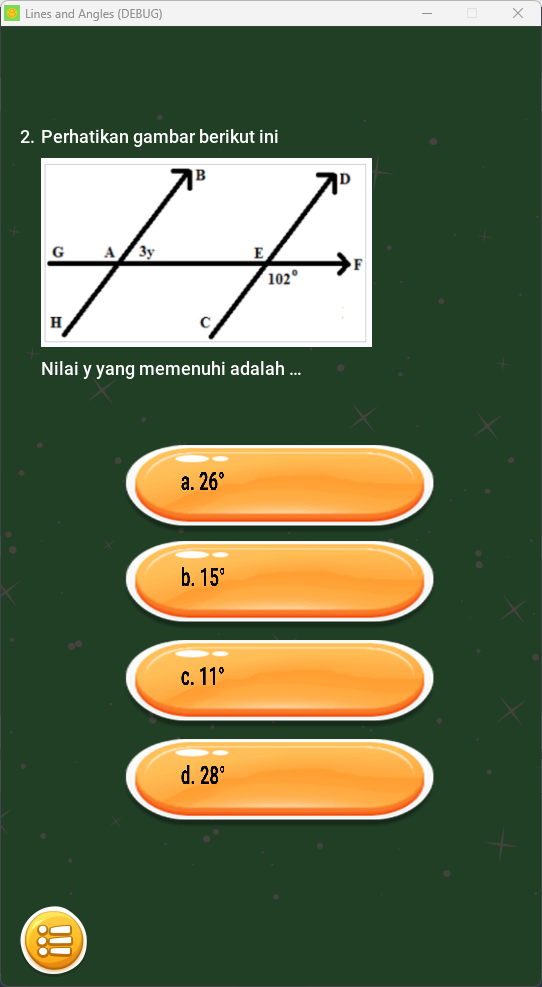 Lines and Angles (DEBUG)
2. Perhatikan gambar berikut ini
B
D
G A 3y E F
102°
H C
Nilai y yang memenuhi adalah ...
a. 26°
b. 15°
c. 11°
d. 28°